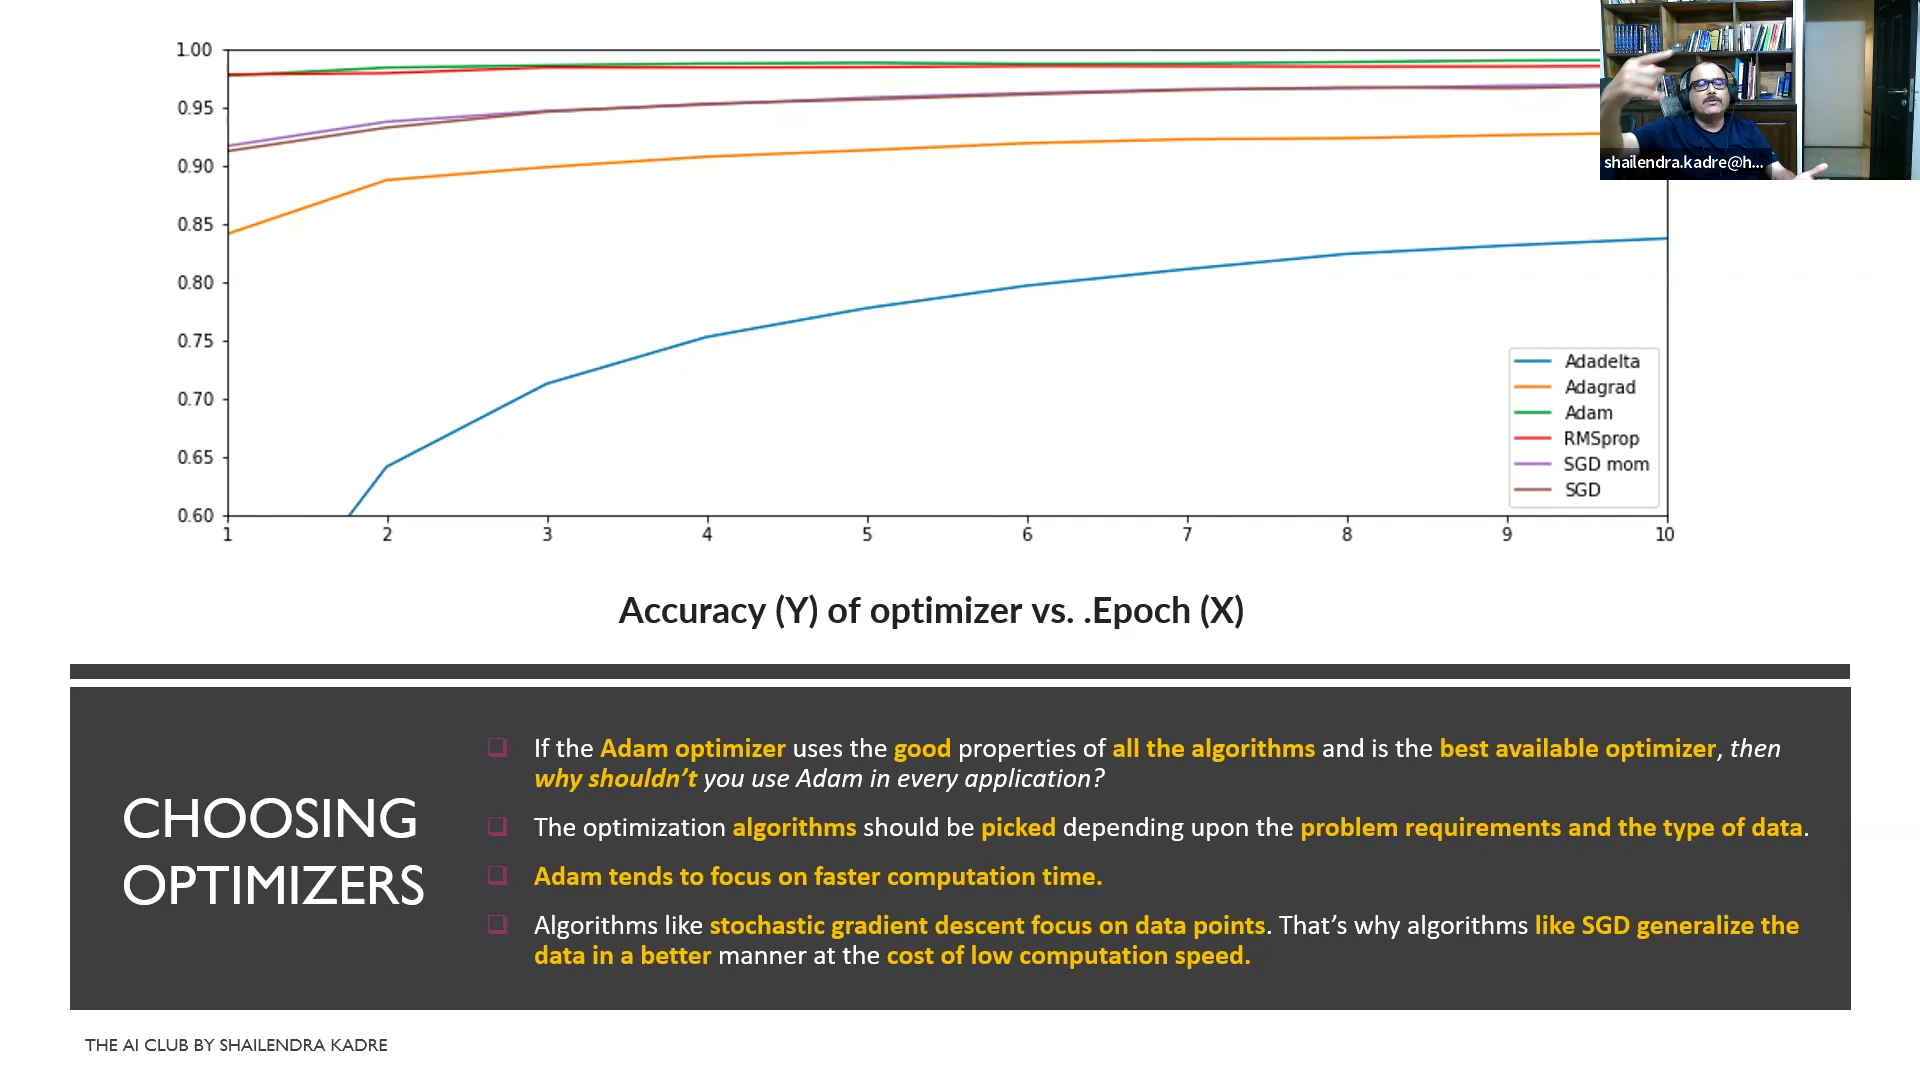 1.00
0.95
0.90
0.85
0.80
0.75
0.70
0.65
0.60
1 2 3 4 5 6 7 8 9 10
Adadelta
Adagrad
Adam
RMSprop
SGD mom
SGD
shailendra.kadre@h...
Accuracy (Y) of optimizer vs. .Epoch (X)
CHOOSING
OPTIMIZERS
If the Adam optimizer uses the good properties of all the algorithms and is the best available optimizer, then
why shouldn’t you use Adam in every application?
The optimization algorithms should be picked depending upon the problem requirements and the type of data.
Adam tends to focus on faster computation time.
Algorithms like stochastic gradient descent focus on data points. That’s why algorithms like SGD generalize the
data in a better manner at the cost of low computation speed.
THE AI CLUB BY SHAILENDRA KADRE